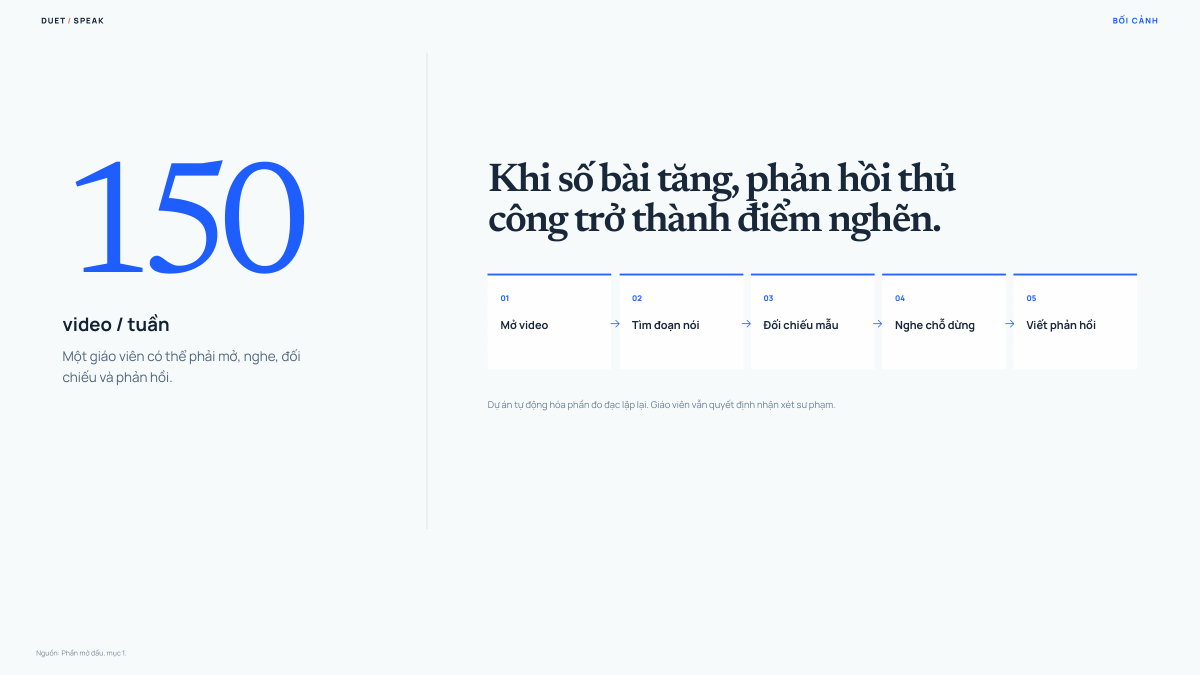 DUET / SPEAK
BỐI CẢNH
150
video / tuần
Một giáo viên có thể phải mở, nghe, đối
chiếu và phản hồi.
Khi số bài tăng, phản hồi thủ
công trở thành điểm nghẽn.
01
Mở video
→
02
Tìm đoạn nói
→
03
Đối chiếu mẫu
→
04
Nghe chỗ dừng
→
05
Viết phản hồi
Dự án tự động hóa phần đo đạc lặp lại. Giáo viên vẫn quyết định nhận xét sư phạm.
Nguồn: Phần mở đầu, mục 1.